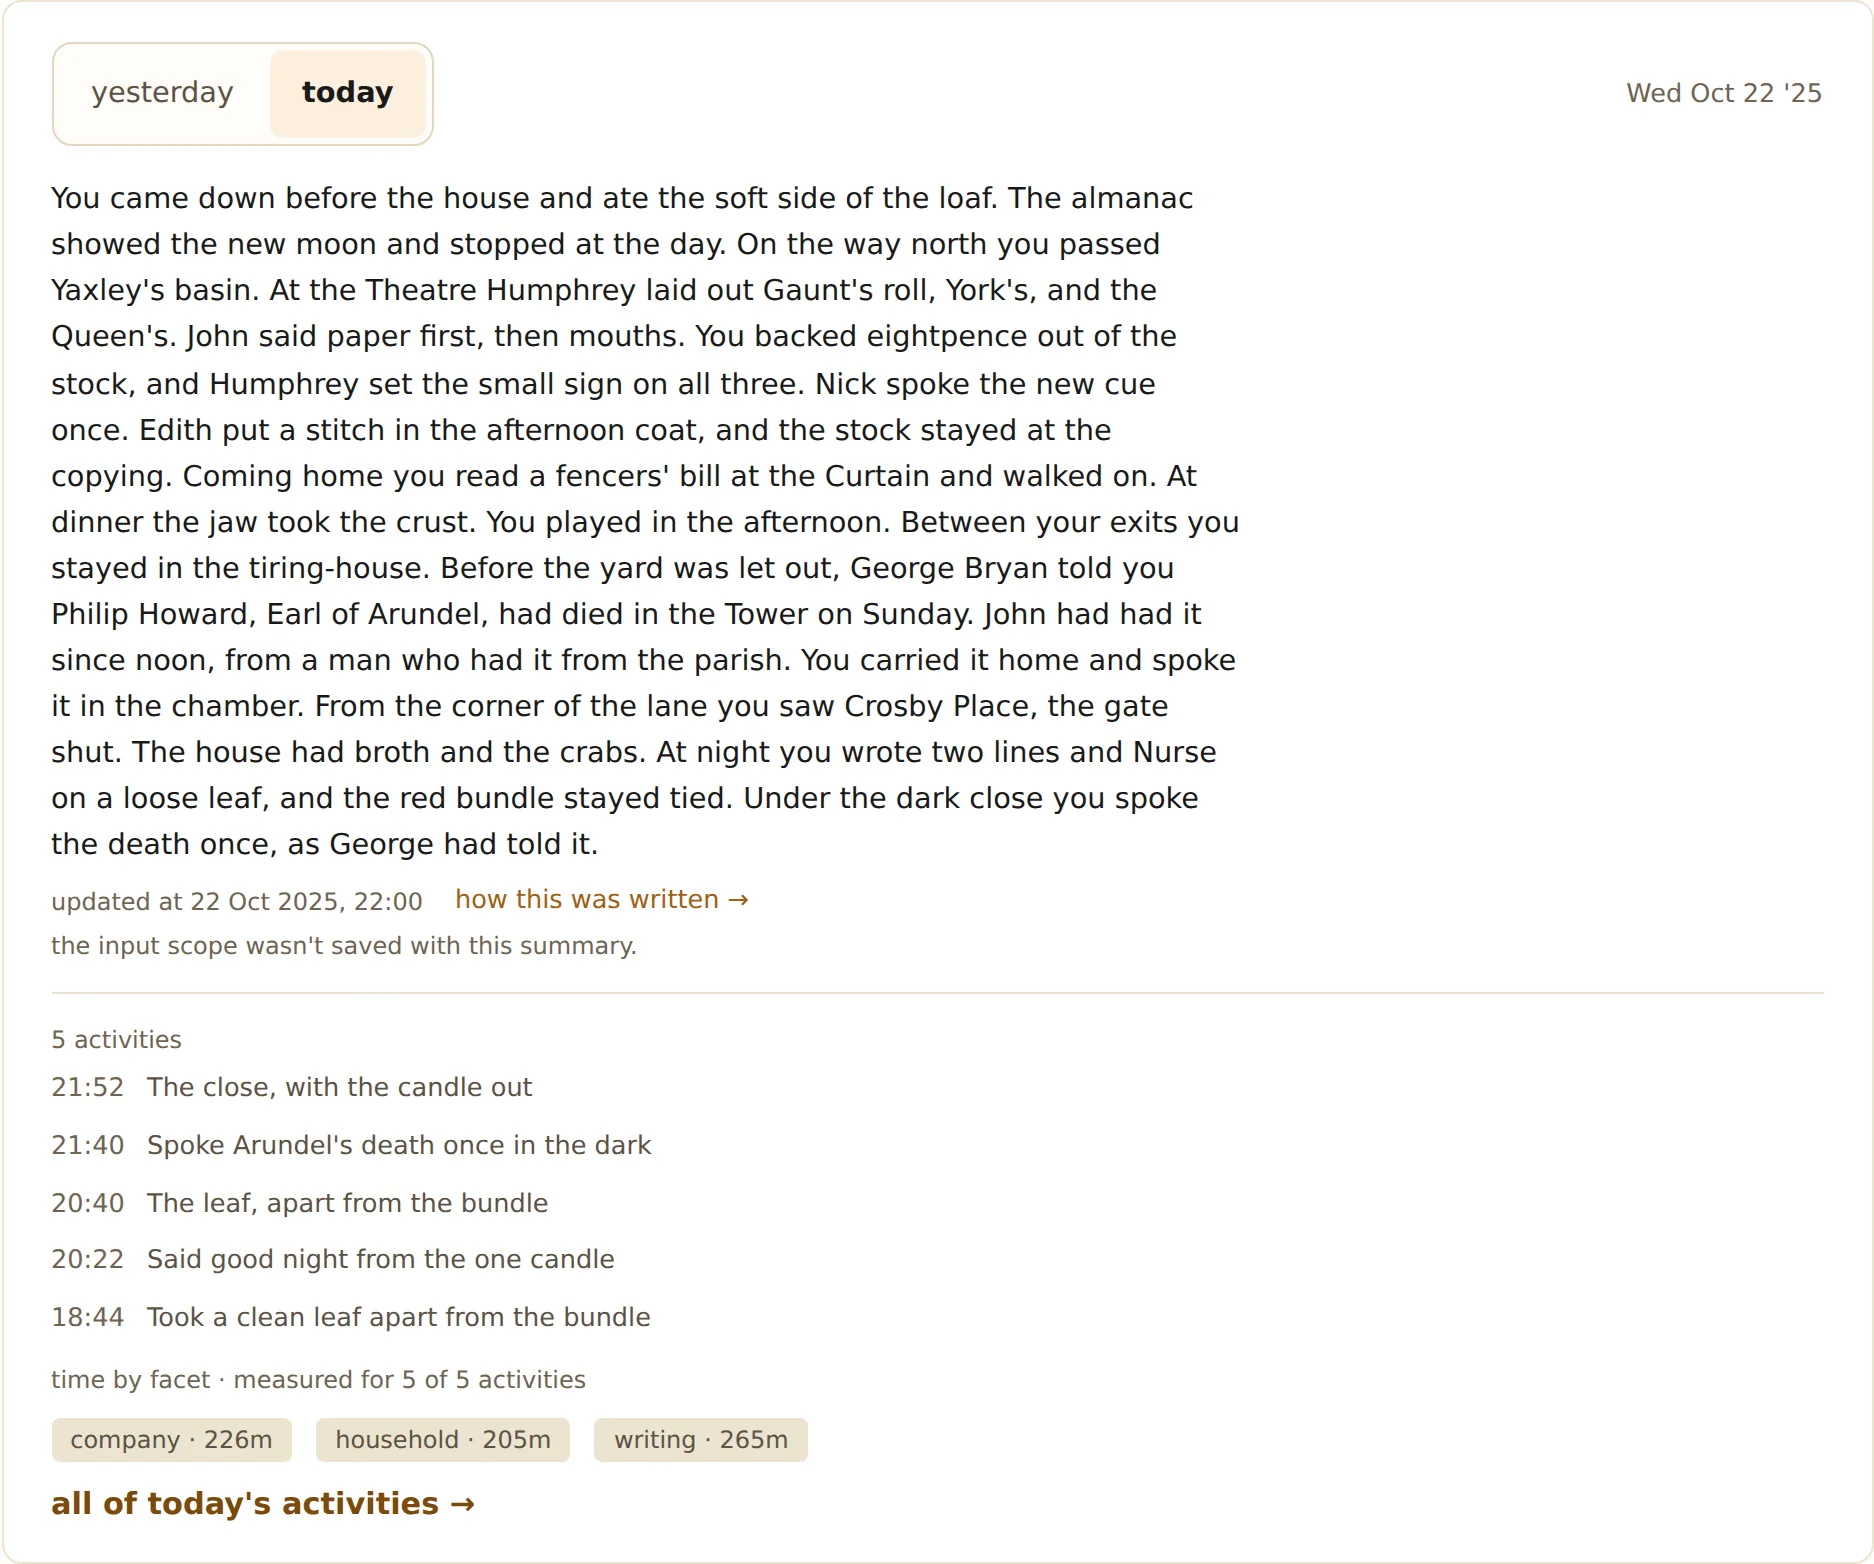 yesterday today Wed Oct 22 '25
You came down before the house and ate the soft side of the loaf. The almanac
showed the new moon and stopped at the day. On the way north you passed
Yaxley's basin. At the Theatre Humphrey laid out Gaunt's roll, York's, and the
Queen's. John said paper first, then mouths. You backed eightpence out of the
stock, and Humphrey set the small sign on all three. Nick spoke the new cue
once. Edith put a stitch in the afternoon coat, and the stock stayed at the
copying. Coming home you read a fencers' bill at the Curtain and walked on. At
dinner the jaw took the crust. You played in the afternoon. Between your exits you
stayed in the tiring-house. Before the yard was let out, George Bryan told you
Philip Howard, Earl of Arundel, had died in the Tower on Sunday. John had had it
since noon, from a man who had it from the parish. You carried it home and spoke
it in the chamber. From the corner of the lane you saw Crosby Place, the gate
shut. The house had broth and the crabs. At night you wrote two lines and Nurse
on a loose leaf, and the red bundle stayed tied. Under the dark close you spoke
the death once, as George had told it.
updated at 22 Oct 2025, 22:00 how this was written →
the input scope wasn't saved with this summary.
5 activities
21:52 The close, with the candle out
21:40 Spoke Arundel's death once in the dark
20:40 The leaf, apart from the bundle
20:22 Said good night from the one candle
18:44 Took a clean leaf apart from the bundle
time by facet · measured for 5 of 5 activities
company · 226m household · 205m writing · 265m
all of today's activities →